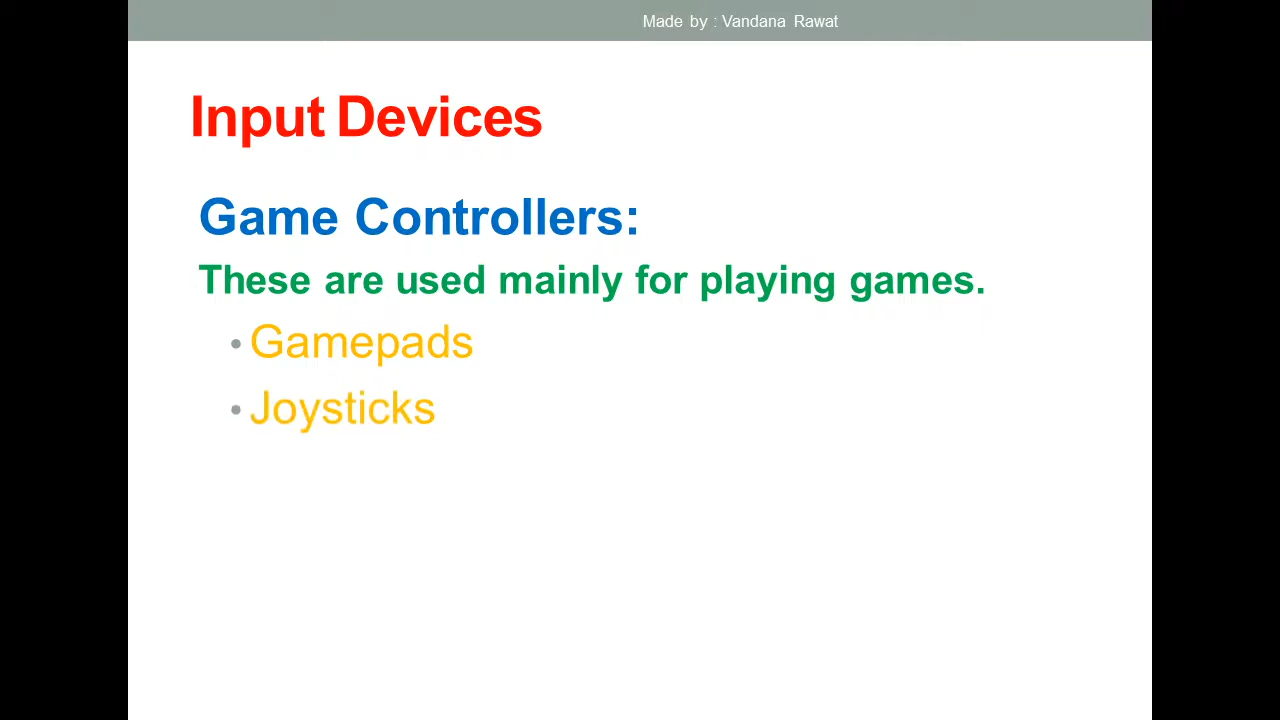 Made by : Vandana Rawat
Input Devices
Game Controllers:
These are used mainly for playing games.
• Gamepads
• Joysticks